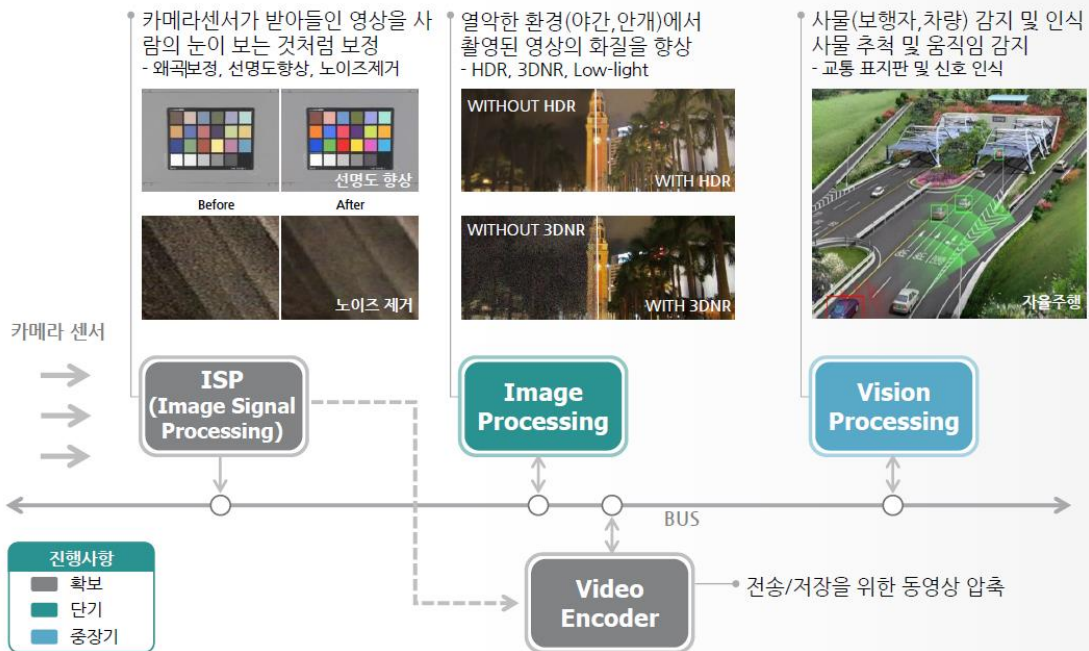 카메라센서가 받아들인 영상을 사
람의 눈이 보는 것처럼 보정
- 왜곡보정, 선명도향상, 노이즈제거
선명도 향상
Before
After
노이즈 제거
열악한 환경(야간,안개)에서
촬영된 영상의 화질을 향상
- HDR, 3DNR, Low-light
WITHOUT HDR
WITH HDR
WITHOUT 3DNR
WITH 3DNR
사물(보행자,차량) 감지 및 인식
사물 추척 및 움직임 감지
- 교통 표지판 및 신호 인식
자율주행
카메라 센서
ISP
(Image Signal
Processing)
Image
Processing
Vision
Processing
BUS
진행사항
확보
단기
중장기
Video
Encoder
전송/저장을 위한 동영상 압축